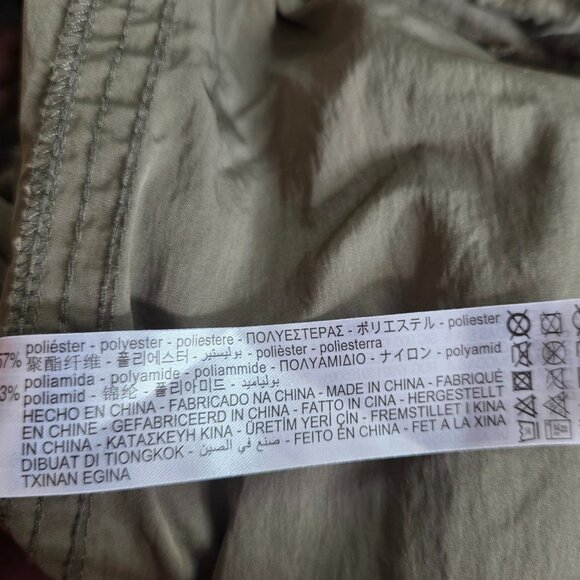 57% poliéster - polyester - poliestere - ΠΟΛΥΕΣΤΕΡΑΣ - ポリエステル - poliester
聚酯纤维 - 폴리에스터 - بوليستير - polièster - poliesterra
3% poliamida - polyamide - poliammide - ΠΟΛΥΑΜΙΔΙΟ - ナイロン - polyamid
poliamid - 锦纶 - 폴리아미드 - بولياميد
HECHO EN CHINA - FABRICADO NA CHINA - MADE IN CHINA - FABRIQUÉ
EN CHINE - GEFABRICEERD IN CHINA - FATTO IN CINA - HERGESTELLT
IN CHINA - ΚΑΤΑΣΚΕΥΗ ΚΙΝΑ - ÜRETİM YERİ ÇİN - FREMSTILLET I KINA
DIBUAT DI TIONGKOK - صنع في الصين - FEITO EN CHINA - FET A LA XINA
TXINAN EGINA